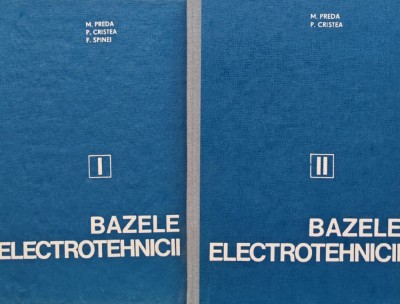 M. PREDA
P. CRISTEA
F. SPINEI
I
BAZELE
ELECTROTEHNICII
M. PREDA
P. CRISTEA
II
BAZELE
ELECTROTEHNICII